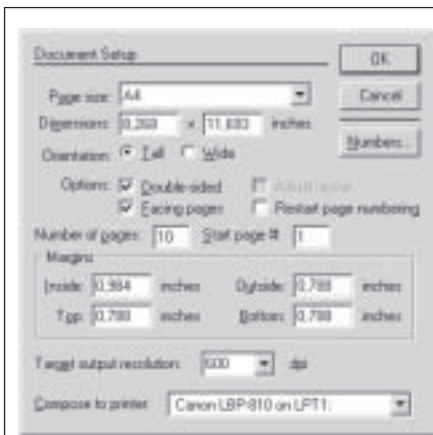 Document Setup
OK
Page size: A4
Cancel
Dimensions: 8,268 x 11,693 inches
Numbers...
Orientation: Tall Wide
Options: Double-sided Adjust layout
Facing pages Restart page numbering
Number of pages: 10 Start page #: 1
Margins
Inside: 0,984 inches Outside: 0,788 inches
Top: 0,788 inches Bottom: 0,788 inches
Target output resolution: 600 dpi
Compose to printer: Canon LBP-810 on LPT1: